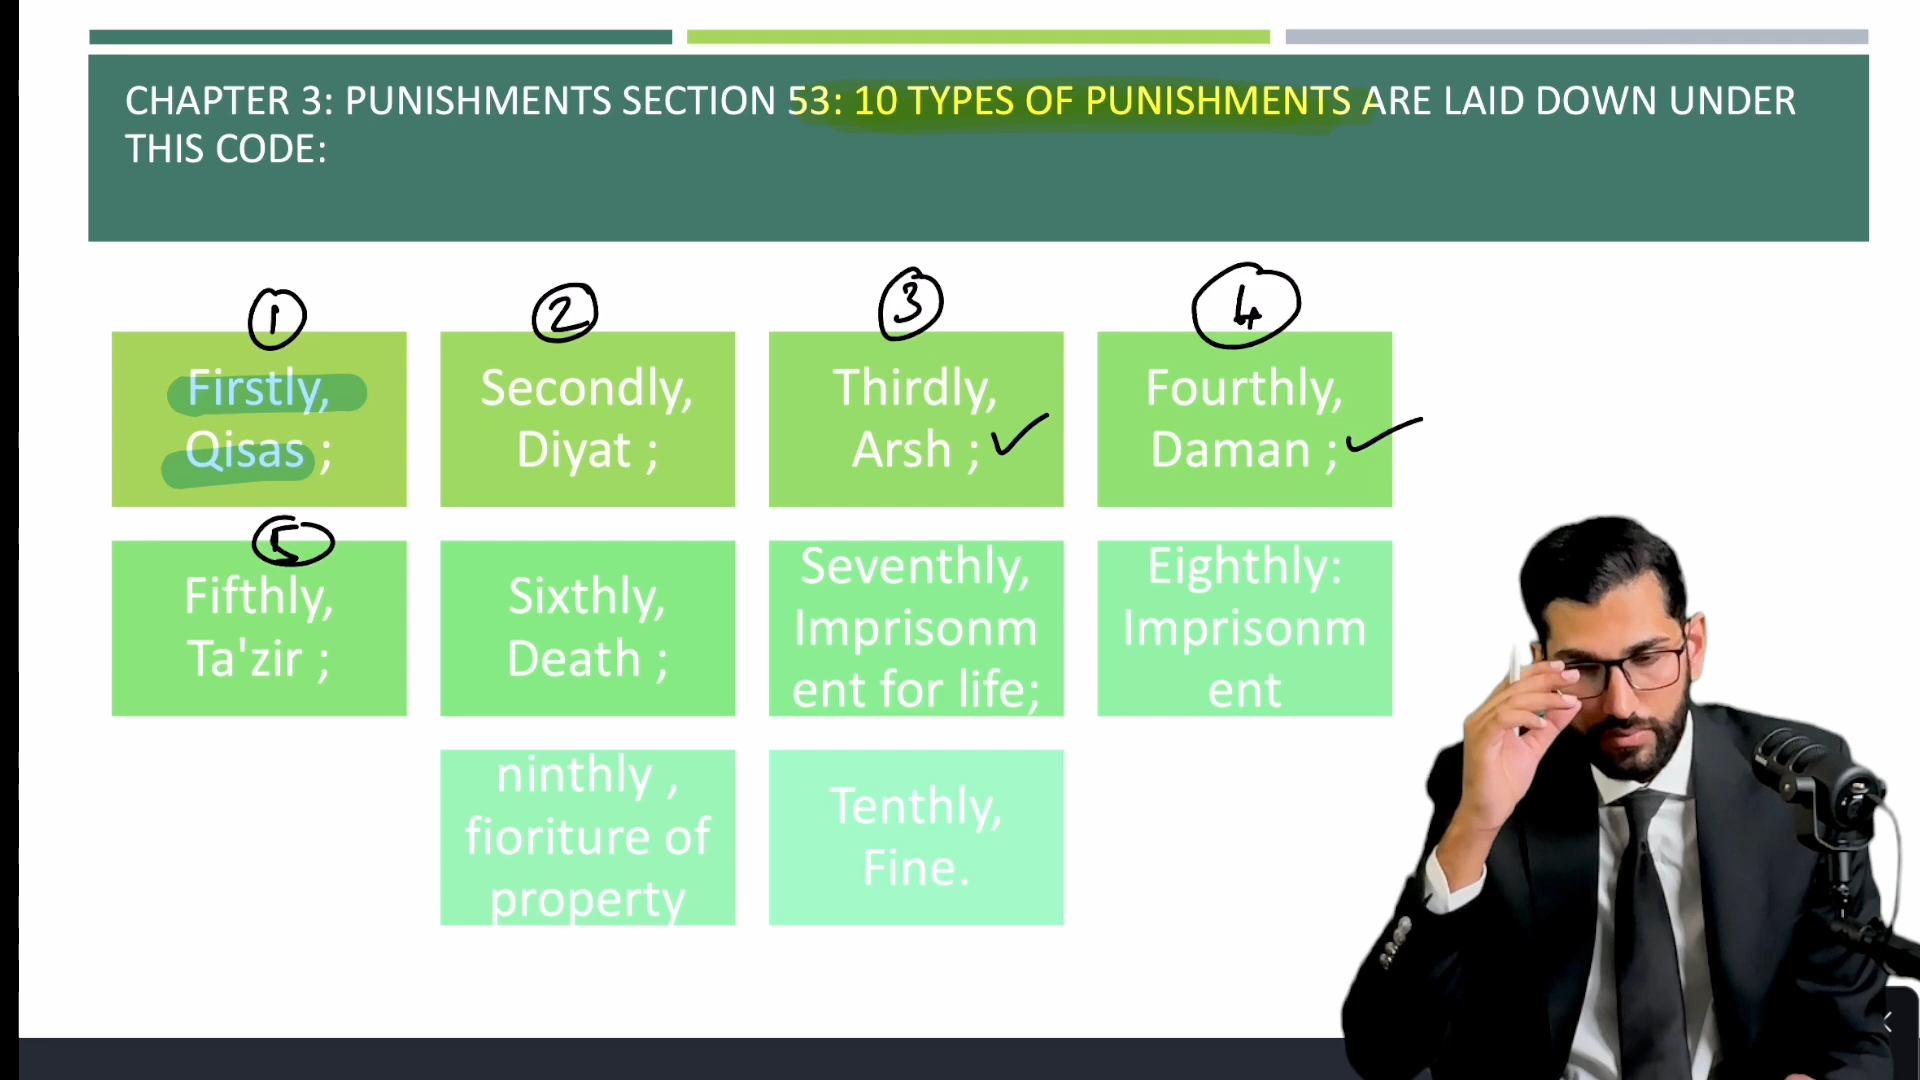 CHAPTER 3: PUNISHMENTS SECTION 53: 10 TYPES OF PUNISHMENTS ARE LAID DOWN UNDER
THIS CODE:
1
2
3
4
Firstly,
Qisas ;
Secondly,
Diyat ;
Thirdly,
Arsh ;
Fourthly,
Daman ;
5
Fifthly,
Ta'zir ;
Sixthly,
Death ;
Seventhly,
Imprisonm
ent for life;
Eighthly:
Imprisonm
ent
ninthly ,
fioriture of
property
Tenthly,
Fine.